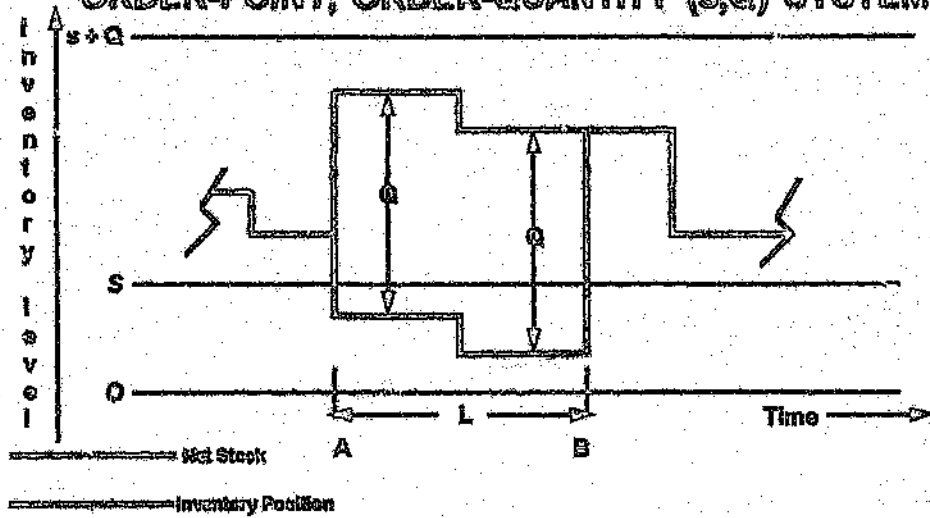 ORDER-POINT, ORDER-QUANTITY (s,Q) SYSTEM
Inventory level
s+Q
Q
Q
S
0
L
Time
A
B
Net Stock
Inventory Position